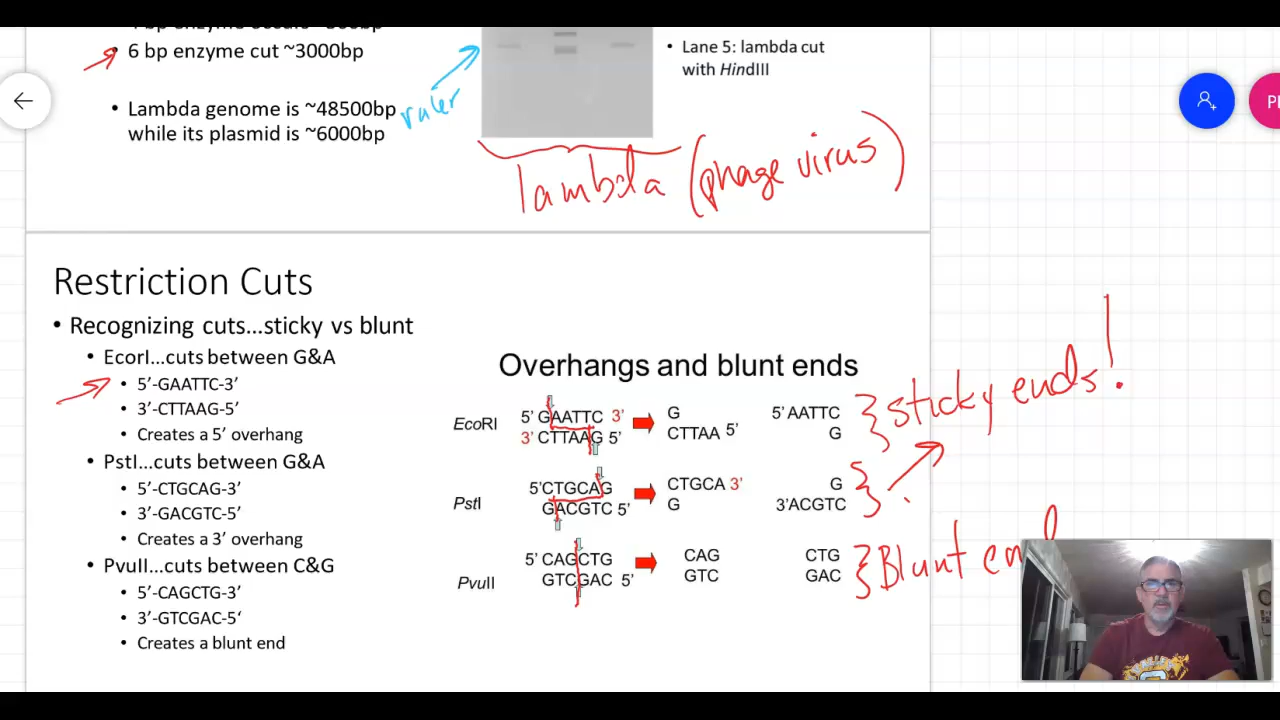 6 bp enzyme cut ~3000bp
Lambda genome is ~48500bp
while its plasmid is ~6000bp
ruler
Lane 5: lambda cut
with HindIII
lambda (phage virus)
Restriction Cuts
Recognizing cuts...sticky vs blunt
EcorI...cuts between G&A
5'-GAATTC-3'
3'-CTTAAG-5'
Creates a 5' overhang
PstI...cuts between G&A
5'-CTGCAG-3'
3'-GACGTC-5'
Creates a 3' overhang
PvuII...cuts between C&G
5'-CAGCTG-3'
3'-GTCGAC-5'
Creates a blunt end
Overhangs and blunt ends
EcoRI
5' GAATTC 3'
3' CTTAAG 5'
G
CTTAA 5'
5' AATTC
G
sticky ends!
PstI
5'CTGCAG
GACGTC 5'
CTGCA 3'
G
G
3'ACGTC
PvuII
5' CAGCTG
GTCGAC 5'
CAG
GTC
CTG
GAC
Blunt